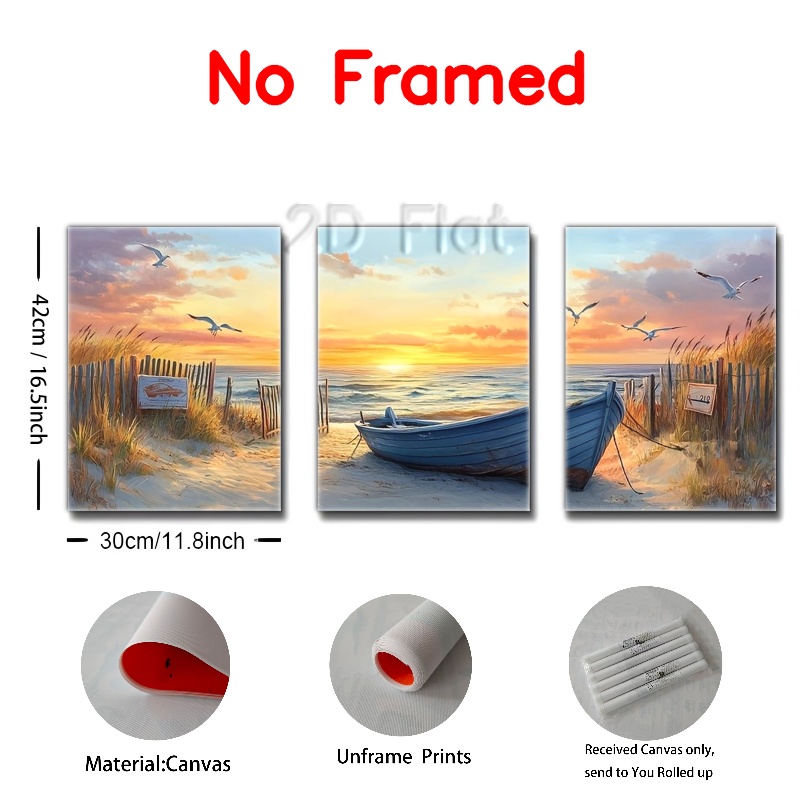 No Framed
2D Flat
42cm / 16.5inch
30cm/11.8inch
Material:Canvas
Unframe Prints
Received Canvas only,
send to You Rolled up